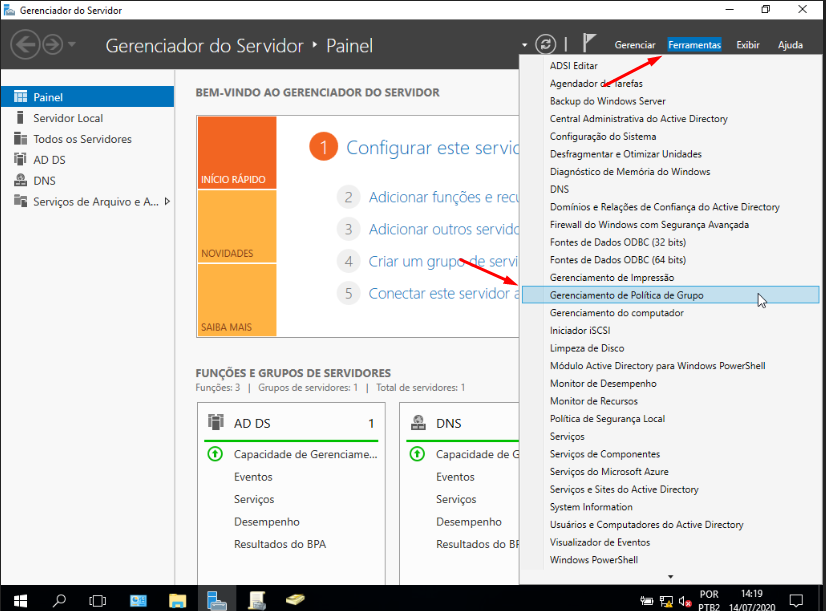 Gerenciador do Servidor
Gerenciador do Servidor ‣ Painel
Gerenciar
Ferramentas
Exibir
Ajuda
Painel
Servidor Local
Todos os Servidores
AD DS
DNS
Serviços de Arquivo e A...
BEM-VINDO AO GERENCIADOR DO SERVIDOR
INÍCIO RÁPIDO
NOVIDADES
SAIBA MAIS
1 Configurar este servid
2 Adicionar funções e recu
3 Adicionar outros servido
4 Criar um grupo de servi
5 Conectar este servidor a
FUNÇÕES E GRUPOS DE SERVIDORES
Funções: 3 | Grupos de servidores: 1 | Total de servidores: 1
AD DS 1
Capacidade de Gerenciame...
Eventos
Serviços
Desempenho
Resultados do BPA
DNS
Capacidade de G
Eventos
Serviços
Desempenho
Resultados do BP
ADSI Editar
Agendador de Tarefas
Backup do Windows Server
Central Administrativa do Active Directory
Configuração do Sistema
Desfragmentar e Otimizar Unidades
Diagnóstico de Memória do Windows
DNS
Domínios e Relações de Confiança do Active Directory
Firewall do Windows com Segurança Avançada
Fontes de Dados ODBC (32 bits)
Fontes de Dados ODBC (64 bits)
Gerenciamento de Impressão
Gerenciamento de Política de Grupo
Gerenciamento do computador
Iniciador iSCSI
Limpeza de Disco
Módulo Active Directory para Windows PowerShell
Monitor de Desempenho
Monitor de Recursos
Política de Segurança Local
Serviços
Serviços de Componentes
Serviços do Microsoft Azure
Serviços e Sites do Active Directory
System Information
Usuários e Computadores do Active Directory
Visualizador de Eventos
Windows PowerShell
POR
PTB2
14:19
14/07/2020